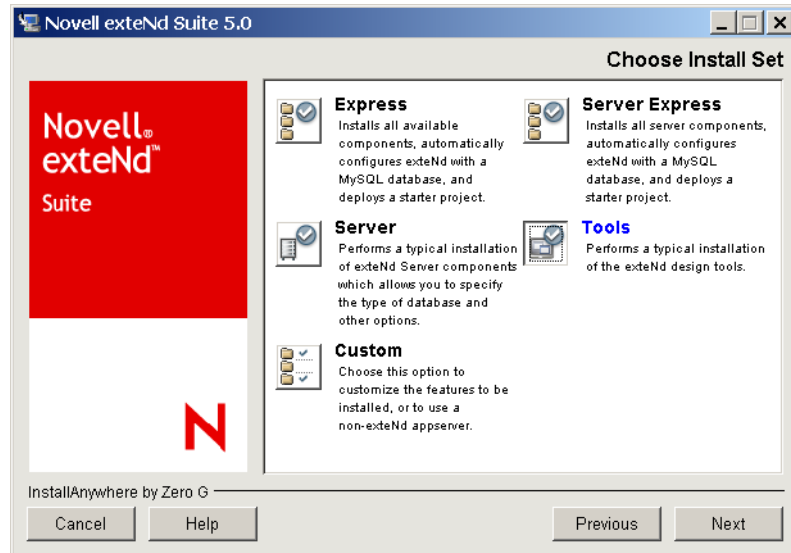 Novell exteNd Suite 5.0
Choose Install Set
Novell®
exteNd™
Suite
Express
Installs all available
components, automatically
configures exteNd with a
MySQL database, and
deploys a starter project.
Server Express
Installs all server components,
automatically configures
exteNd with a MySQL
database, and deploys a
starter project.
Server
Performs a typical installation
of exteNd Server components
which allows you to specify
the type of database and
other options.
Tools
Performs a typical installation
of the exteNd design tools.
Custom
Choose this option to
customize the features to be
installed, or to use a
non-exteNd appserver.
N
InstallAnywhere by Zero G
Cancel
Help
Previous
Next